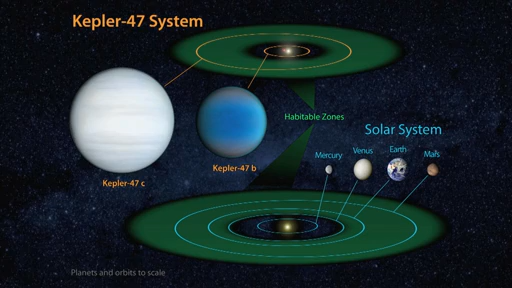 Kepler-47 System
Habitable Zones
Solar System
Mercury
Venus
Earth
Mars
Kepler-47 c
Kepler-47 b
Planets and orbits to scale